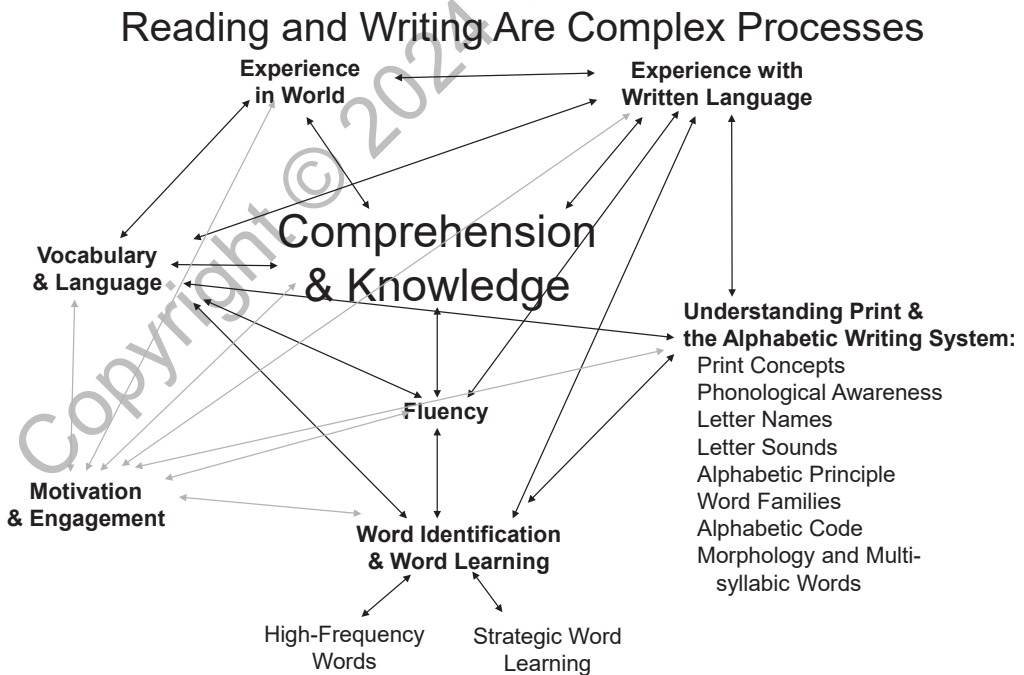 Reading and Writing Are Complex Processes
Experience
in World
Experience with
Written Language
Comprehension
& Knowledge
Vocabulary
& Language
Understanding Print &
the Alphabetic Writing System:
Print Concepts
Phonological Awareness
Letter Names
Letter Sounds
Alphabetic Principle
Word Families
Alphabetic Code
Morphology and Multi-
syllabic Words
Fluency
Motivation
& Engagement
Word Identification
& Word Learning
High-Frequency
Words
Strategic Word
Learning
Copyright © 2024